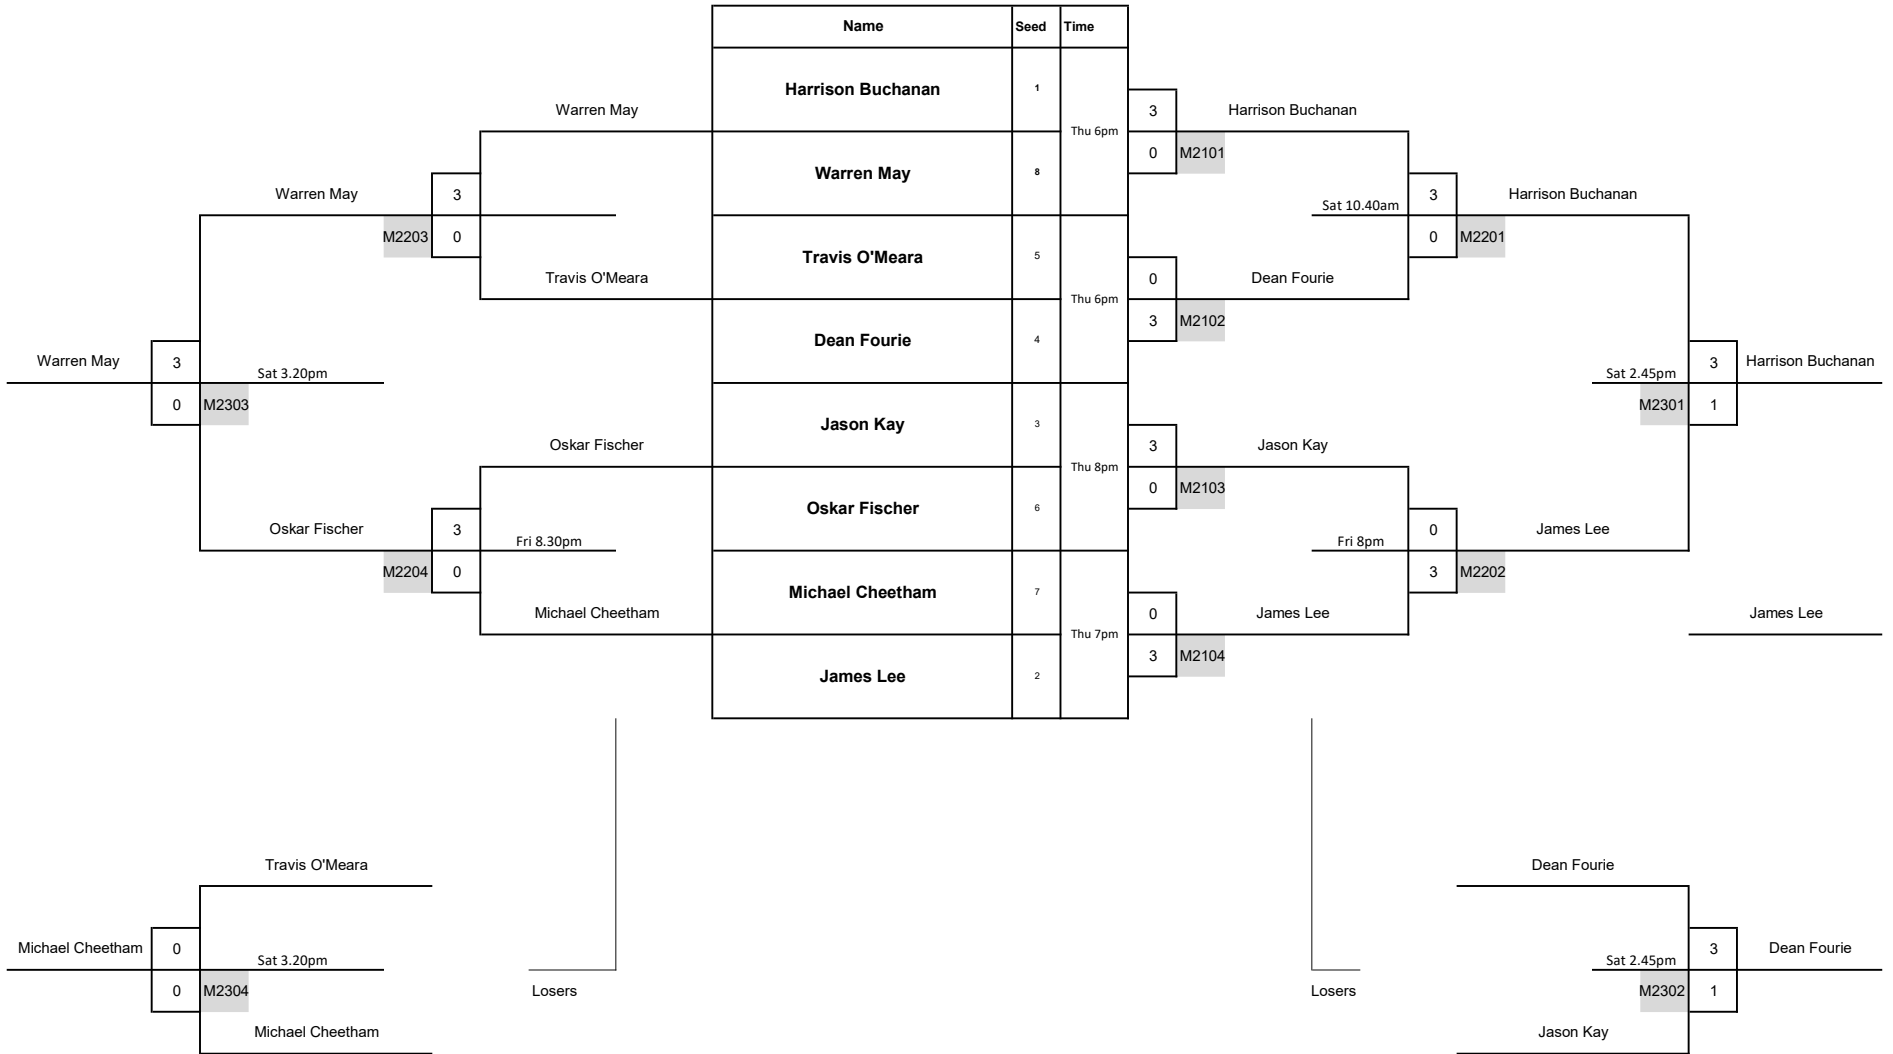 Name Seed Time
Harrison Buchanan 1
Warren May 3 Harrison Buchanan
Thu 6pm
0 M2101
Warren May 8
Warren May 3 3 Harrison Buchanan
Sat 10.40am
M2203 0 0 M2201
Travis O'Meara 5
Travis O'Meara 0 Dean Fourie
Thu 6pm
3 M2102
Dean Fourie 4
Warren May 3 3 Harrison Buchanan
Sat 3.20pm Sat 2.45pm
0 M2303 M2301 1
Jason Kay 3
Oskar Fischer 3 Jason Kay
Thu 8pm
0 M2103
Oskar Fischer 6
Oskar Fischer 3 0 James Lee
Fri 8.30pm Fri 8pm
M2204 0 3 M2202
Michael Cheetham 7
Michael Cheetham 0 James Lee James Lee
Thu 7pm
3 M2104
James Lee 2
Travis O'Meara Dean Fourie
Michael Cheetham 0 3 Dean Fourie
Sat 3.20pm Sat 2.45pm
0 M2304 Losers Losers M2302 1
Michael Cheetham Jason Kay